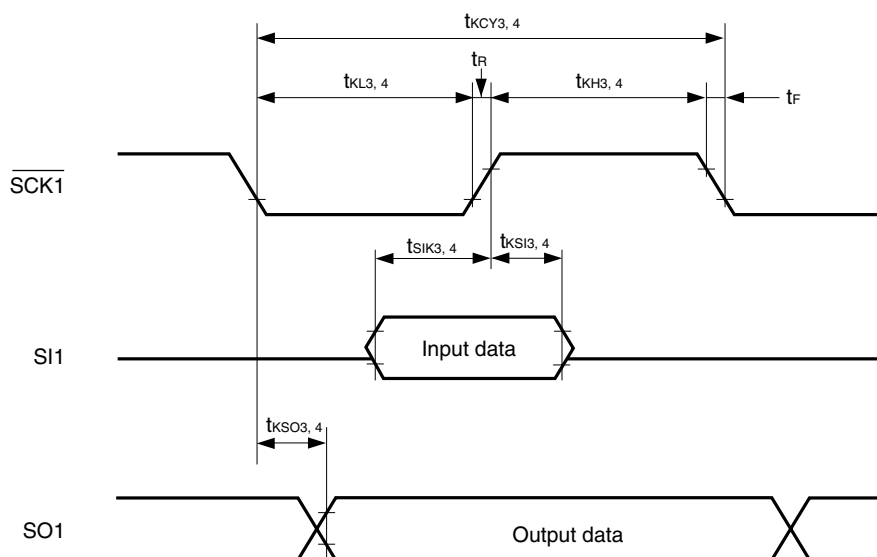 tKCY3, 4
tR
tKL3, 4
tKH3, 4
tF
SCK1
tSIK3, 4
tKSI3, 4
SI1
Input data
tKSO3, 4
SO1
Output data